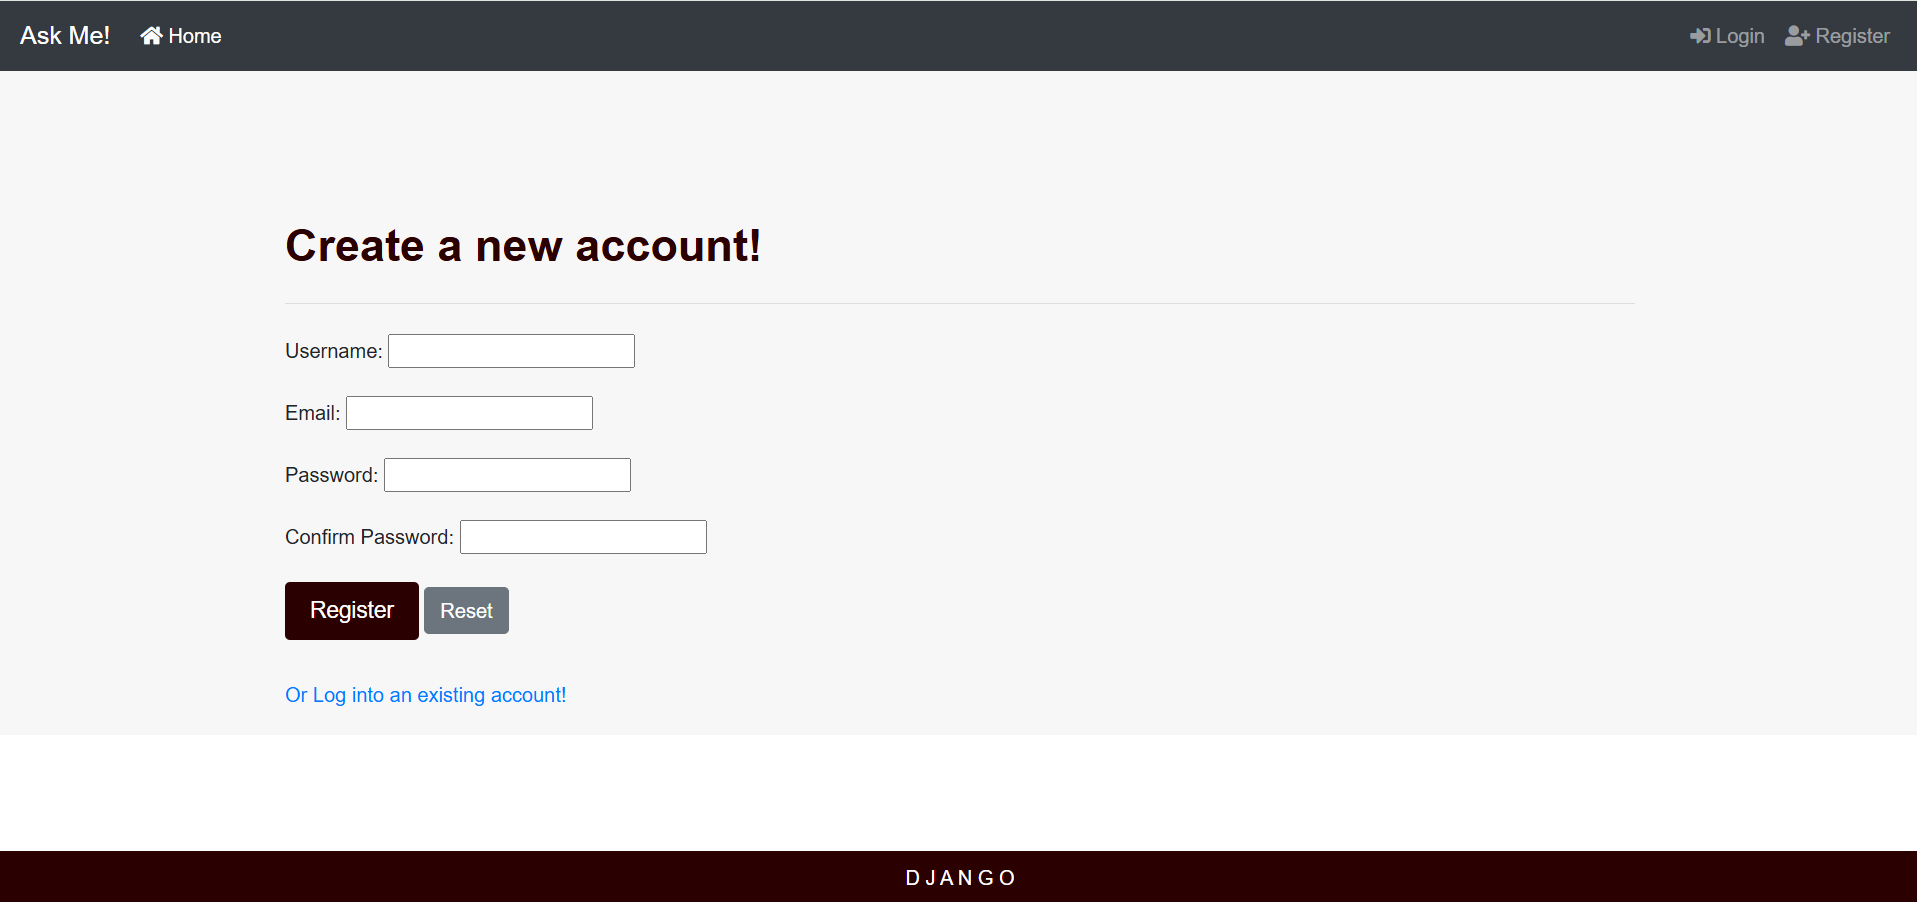 Ask Me! Home Login Register
Create a new account!
Username:
Email:
Password:
Confirm Password:
Register Reset
Or Log into an existing account!
DJANGO